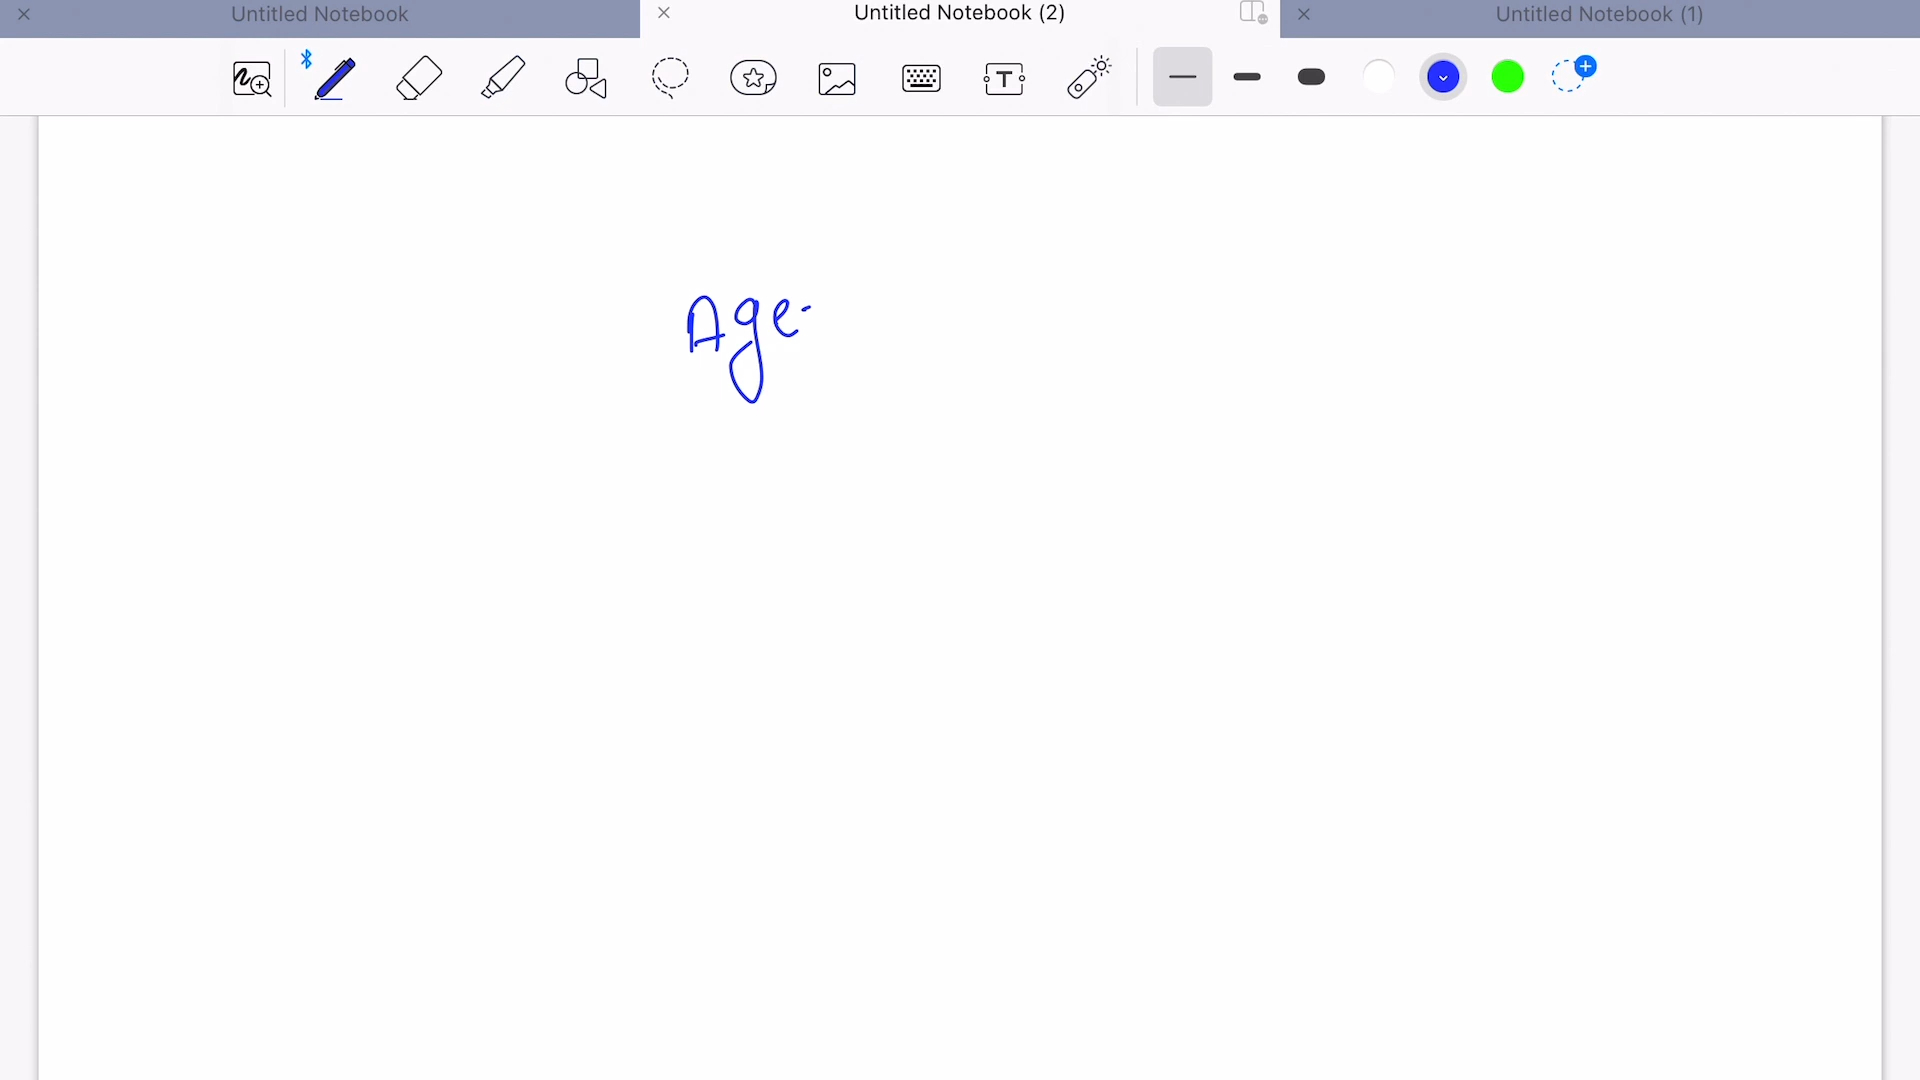 Untitled Notebook
Untitled Notebook (2)
Untitled Notebook (1)
T
Age